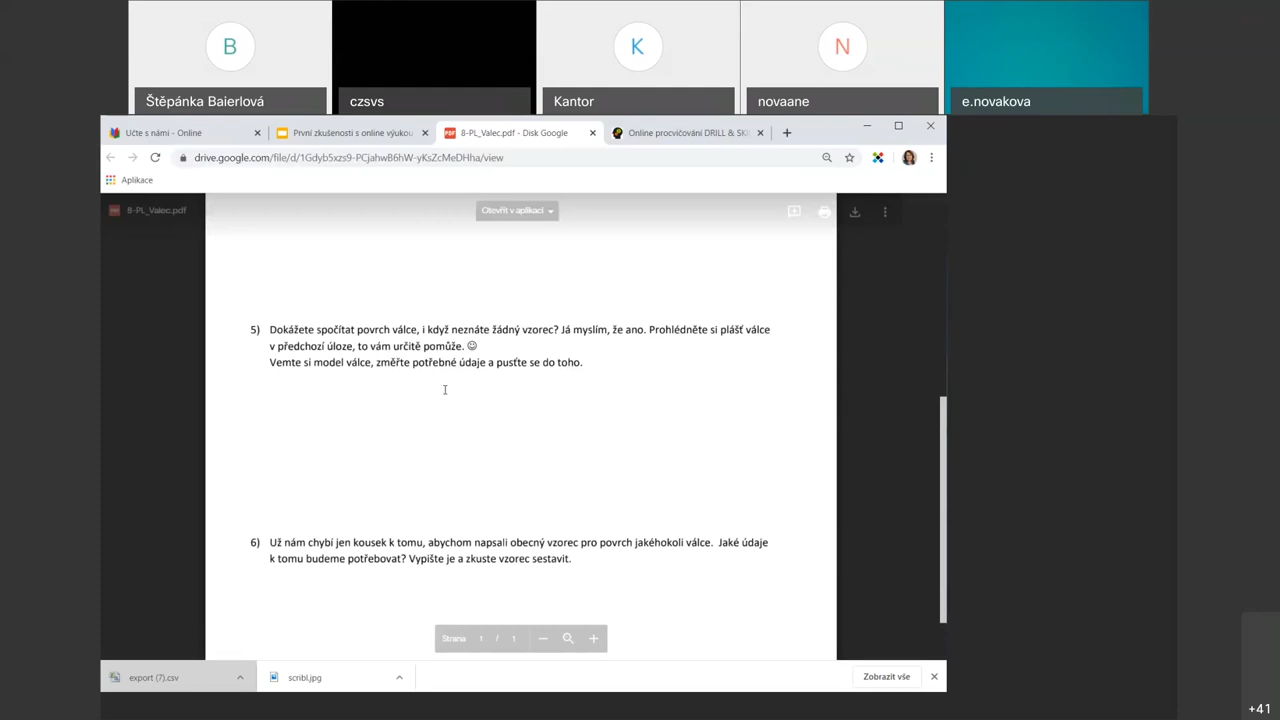 B
K
N
Štěpánka Baierlová
czsvs
Kantor
novaane
e.novakova
Učte s námi - Online
První zkušenosti s online výukou
8-PL_Valec.pdf - Disk Google
Online procvičování DRILL & SKI
drive.google.com/file/d/1Gdyb5xzs9-PCjahwB6hW-yKsZcMeDHha/view
Aplikace
PDF 8-PL_Valec.pdf
Otevřít v aplikaci
5) Dokážete spočítat povrch válce, i když neznáte žádný vzorec? Já myslím, že ano. Prohlédněte si plášť válce
v předchozí úloze, to vám určitě pomůže. ☺
Vemte si model válce, změřte potřebné údaje a pusťte se do toho.
6) Už nám chybí jen kousek k tomu, abychom napsali obecný vzorec pro povrch jakéhokoli válce. Jaké údaje
k tomu budeme potřebovat? Vypište je a zkuste vzorec sestavit.
Strana 1 / 1
export (7).csv
scribl.jpg
Zobrazit vše
+41